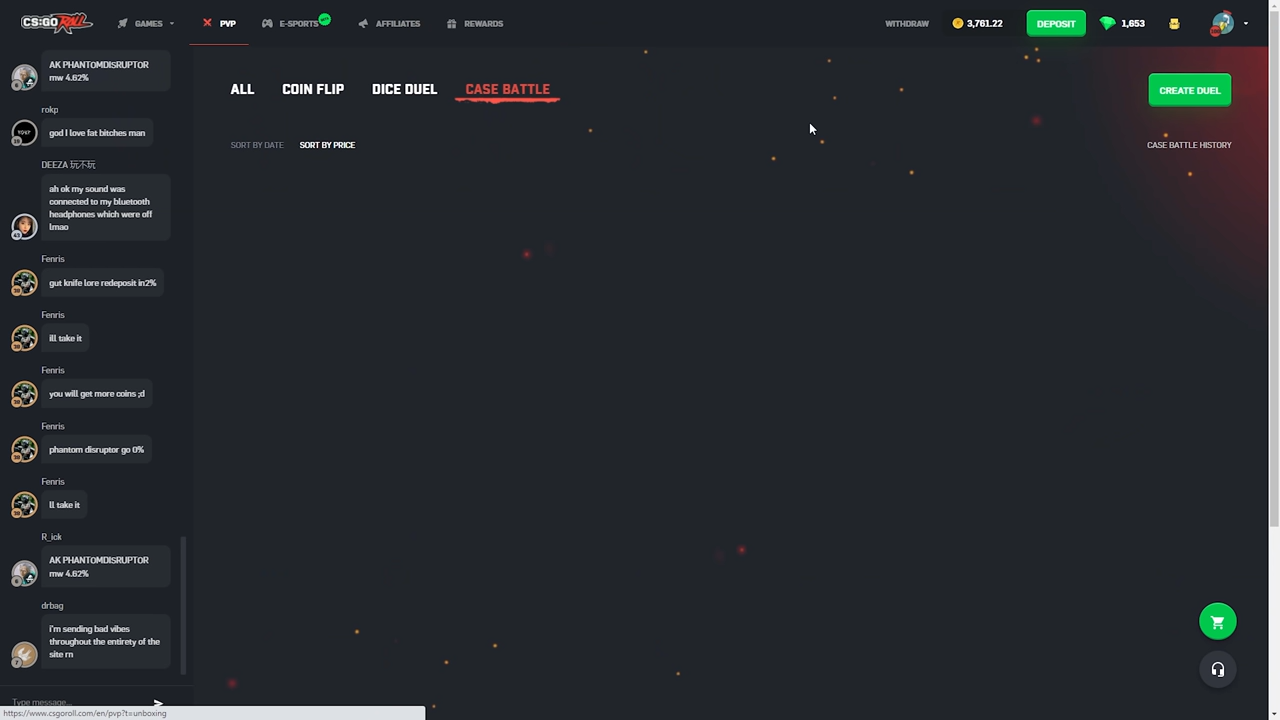 CS:GO ROLL
GAMES
PVP
E-SPORTS
AFFILIATES
REWARDS
WITHDRAW
3,761.22
DEPOSIT
1,653
AK PHANTOMDISRUPTOR
mw 4.62%
rokp
god I love fat bitches man
DEEZA 玩不玩
ah ok my sound was
connected to my bluetooth
headphones which were off
lmao
Fenris
gut knife lore redeposit in2%
Fenris
ill take it
Fenris
you will get more coins ;d
Fenris
phantom disruptor go 0%
Fenris
ll take it
R_ick
AK PHANTOMDISRUPTOR
mw 4.62%
drbag
i'm sending bad vibes
throughout the entirety of the
site rn
Type message...
https://www.csgoroll.com/en/pvp?t=unboxing
ALL
COIN FLIP
DICE DUEL
CASE BATTLE
CREATE DUEL
SORT BY DATE
SORT BY PRICE
CASE BATTLE HISTORY